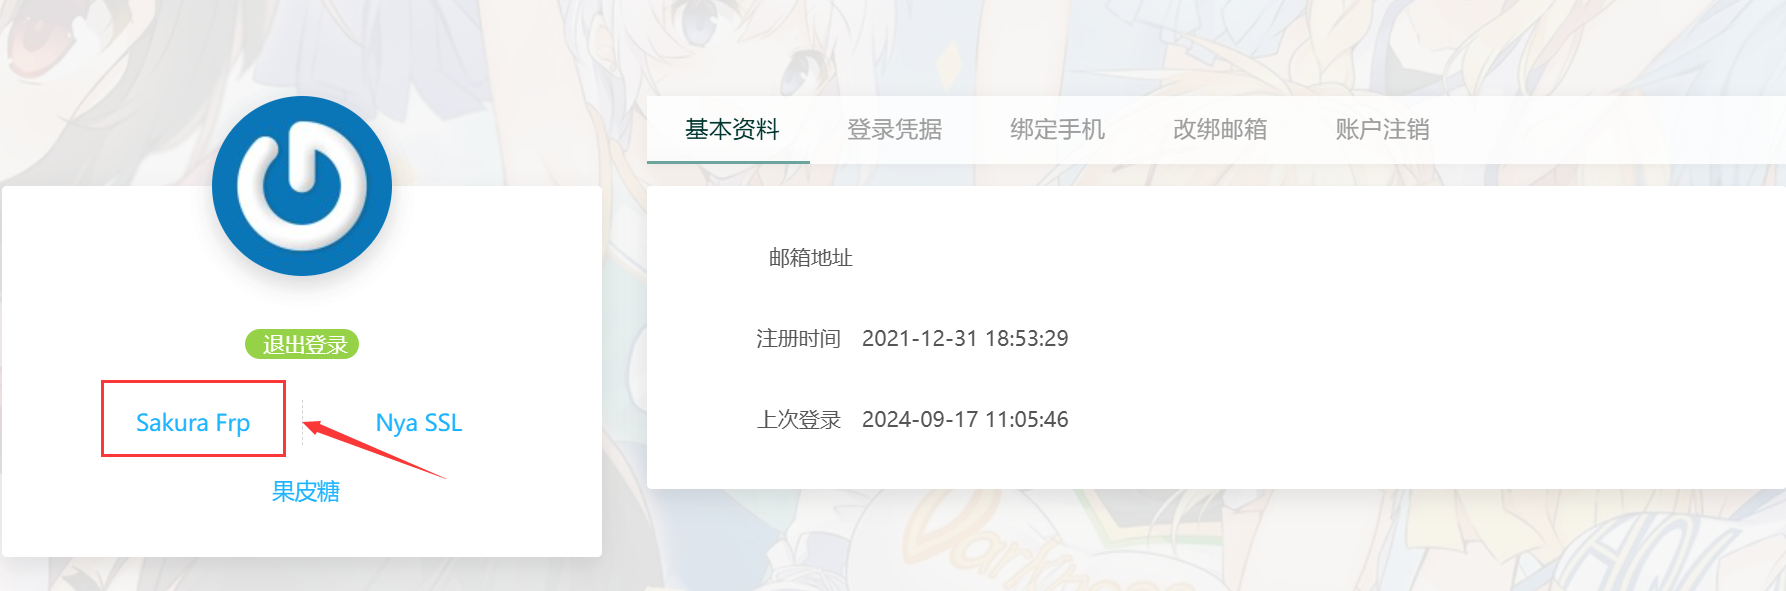 基本资料 登录凭据 绑定手机 改绑邮箱 账户注销
退出登录
Sakura Frp Nya SSL
果皮糖
邮箱地址
注册时间 2021-12-31 18:53:29
上次登录 2024-09-17 11:05:46
Darkness